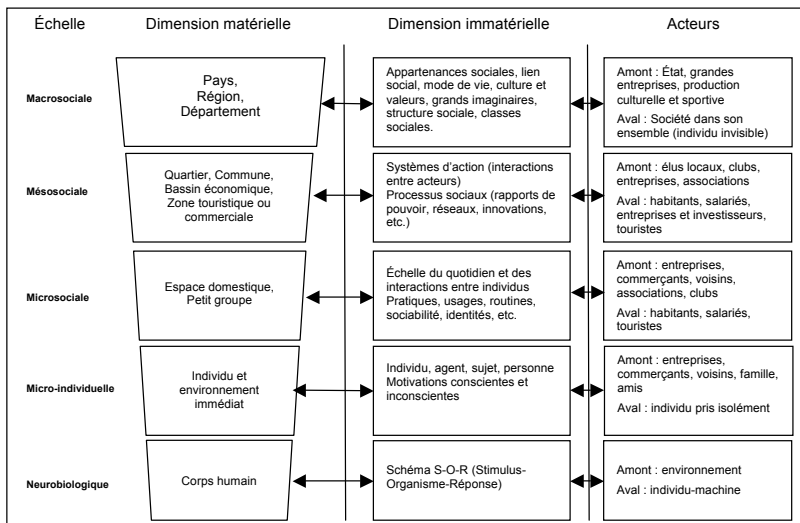 Échelle
Dimension matérielle
Dimension immatérielle
Acteurs
Macrosociale
Pays,
Région,
Département
Appartenances sociales, lien
social, mode de vie, culture et
valeurs, grands imaginaires,
structure sociale, classes
sociales.
Amont : État, grandes
entreprises, production
culturelle et sportive
Aval : Société dans son
ensemble (individu invisible)
Mésosociale
Quartier, Commune,
Bassin économique,
Zone touristique ou
commerciale
Systèmes d'action (interactions
entre acteurs)
Processus sociaux (rapports de
pouvoir, réseaux, innovations,
etc.)
Amont : élus locaux, clubs,
entreprises, associations
Aval : habitants, salariés,
entreprises et investisseurs,
touristes
Microsociale
Espace domestique,
Petit groupe
Échelle du quotidien et des
interactions entre individus
Pratiques, usages, routines,
sociabilité, identités, etc.
Amont : entreprises,
commerçants, voisins,
associations, clubs
Aval : habitants, salariés,
touristes
Micro-individuelle
Individu et
environnement
immédiat
Individu, agent, sujet, personne
Motivations conscientes et
inconscientes
Amont : entreprises,
commerçants, voisins, famille,
amis
Aval : individu pris isolément
Neurobiologique
Corps humain
Schéma S-O-R (Stimulus-
Organisme-Réponse)
Amont : environnement
Aval : individu-machine